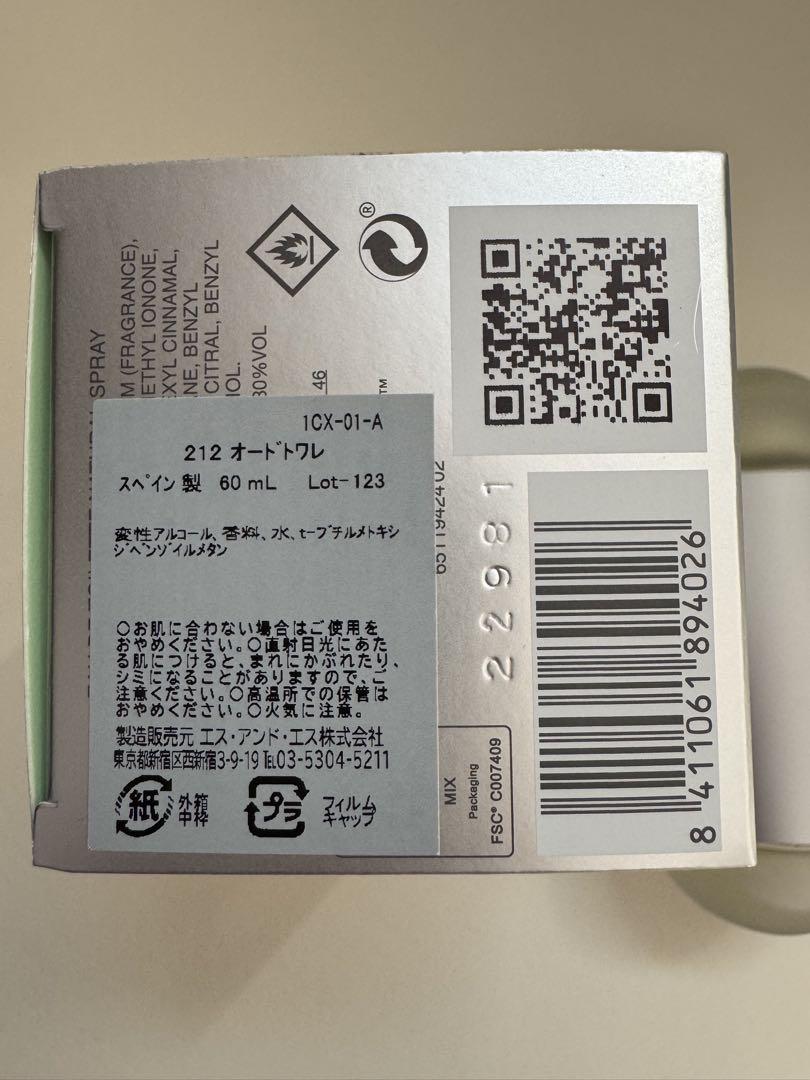 SPRAY
M (FRAGRANCE),
ETHYL IONONE,
XYL CINNAMAL,
NE, BENZYL
CITRAL, BENZYL
OL.
80%VOL
46
®
™
1CX-01-A
212 オードトワレ
スペイン製 60 mL Lot-123
変性アルコール、香料、水、t-ブチルメトキシ
ジベンゾイルメタン
○お肌に合わない場合はご使用を
おやめください。○直射日光にあた
る肌につけると、まれにかぶれたり、
シミになることがありますので、ご
注意ください。○高温所での保管は
おやめください。○火気に注意。
製造販売元 エス・アンド・エス株式会社
東京都新宿区西新宿3-9-19 ℡03-5304-5211
紙 外箱
中枠
プラ フィルム
キャップ
22981
MIX
Packaging
FSC® C007409
8 411061 894026